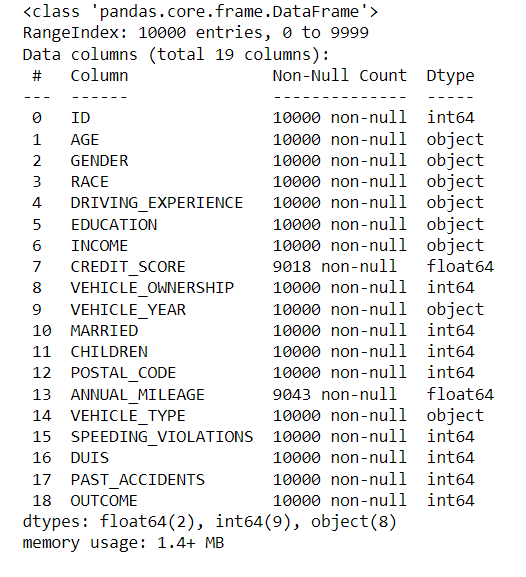 <class 'pandas.core.frame.DataFrame'>
RangeIndex: 10000 entries, 0 to 9999
Data columns (total 19 columns):
 #   Column               Non-Null Count  Dtype
---  ------               --------------  -----
 0   ID                   10000 non-null  int64
 1   AGE                  10000 non-null  object
 2   GENDER               10000 non-null  object
 3   RACE                 10000 non-null  object
 4   DRIVING_EXPERIENCE   10000 non-null  object
 5   EDUCATION            10000 non-null  object
 6   INCOME               10000 non-null  object
 7   CREDIT_SCORE         9018 non-null   float64
 8   VEHICLE_OWNERSHIP    10000 non-null  int64
 9   VEHICLE_YEAR         10000 non-null  object
 10  MARRIED              10000 non-null  int64
 11  CHILDREN             10000 non-null  int64
 12  POSTAL_CODE          10000 non-null  int64
 13  ANNUAL_MILEAGE       9043 non-null   float64
 14  VEHICLE_TYPE         10000 non-null  object
 15  SPEEDING_VIOLATIONS  10000 non-null  int64
 16  DUIS                 10000 non-null  int64
 17  PAST_ACCIDENTS       10000 non-null  int64
 18  OUTCOME              10000 non-null  int64
dtypes: float64(2), int64(9), object(8)
memory usage: 1.4+ MB